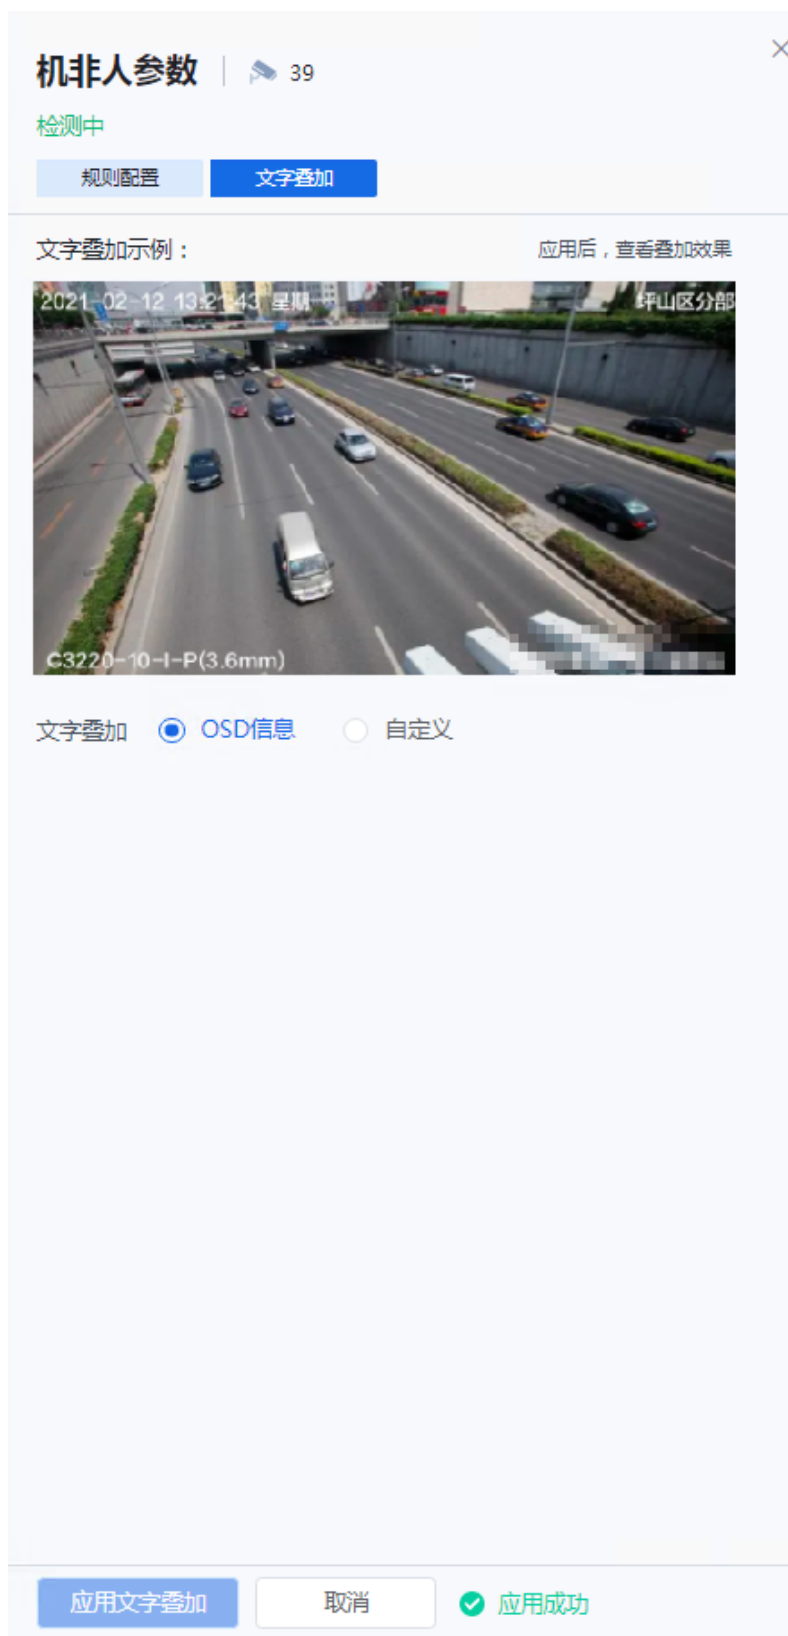 机非人参数 39
检测中
规则配置 文字叠加
文字叠加示例： 应用后，查看叠加效果
2021-02-12 13:21:43 星期 坪山区分部
C3220-10-I-P(3.6mm)
文字叠加 OSD信息 自定义
应用文字叠加 取消 应用成功